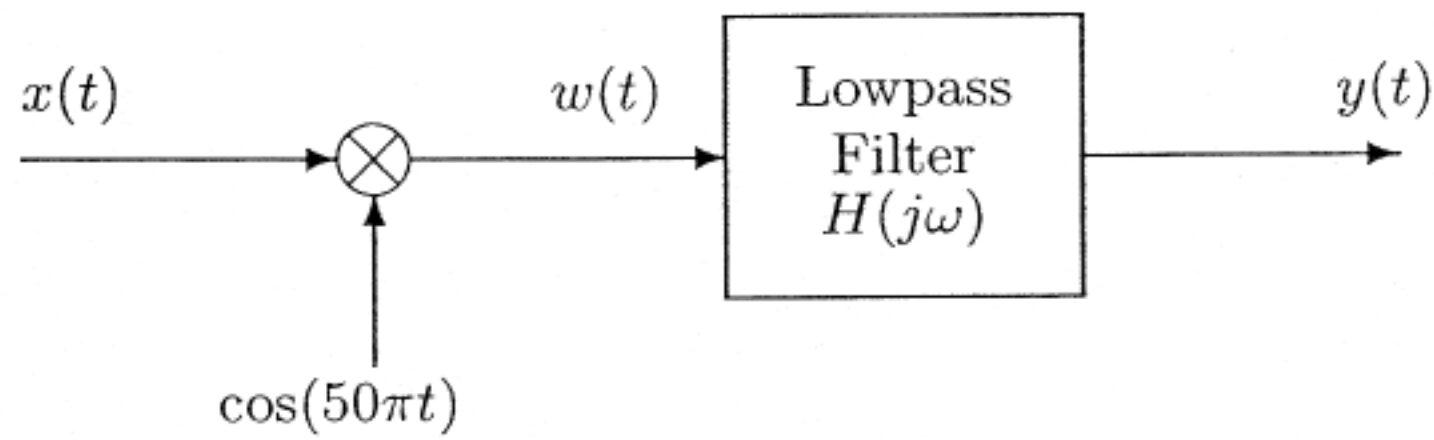 x(t)
w(t)
Lowpass
Filter
H(jω)
y(t)
cos(50πt)